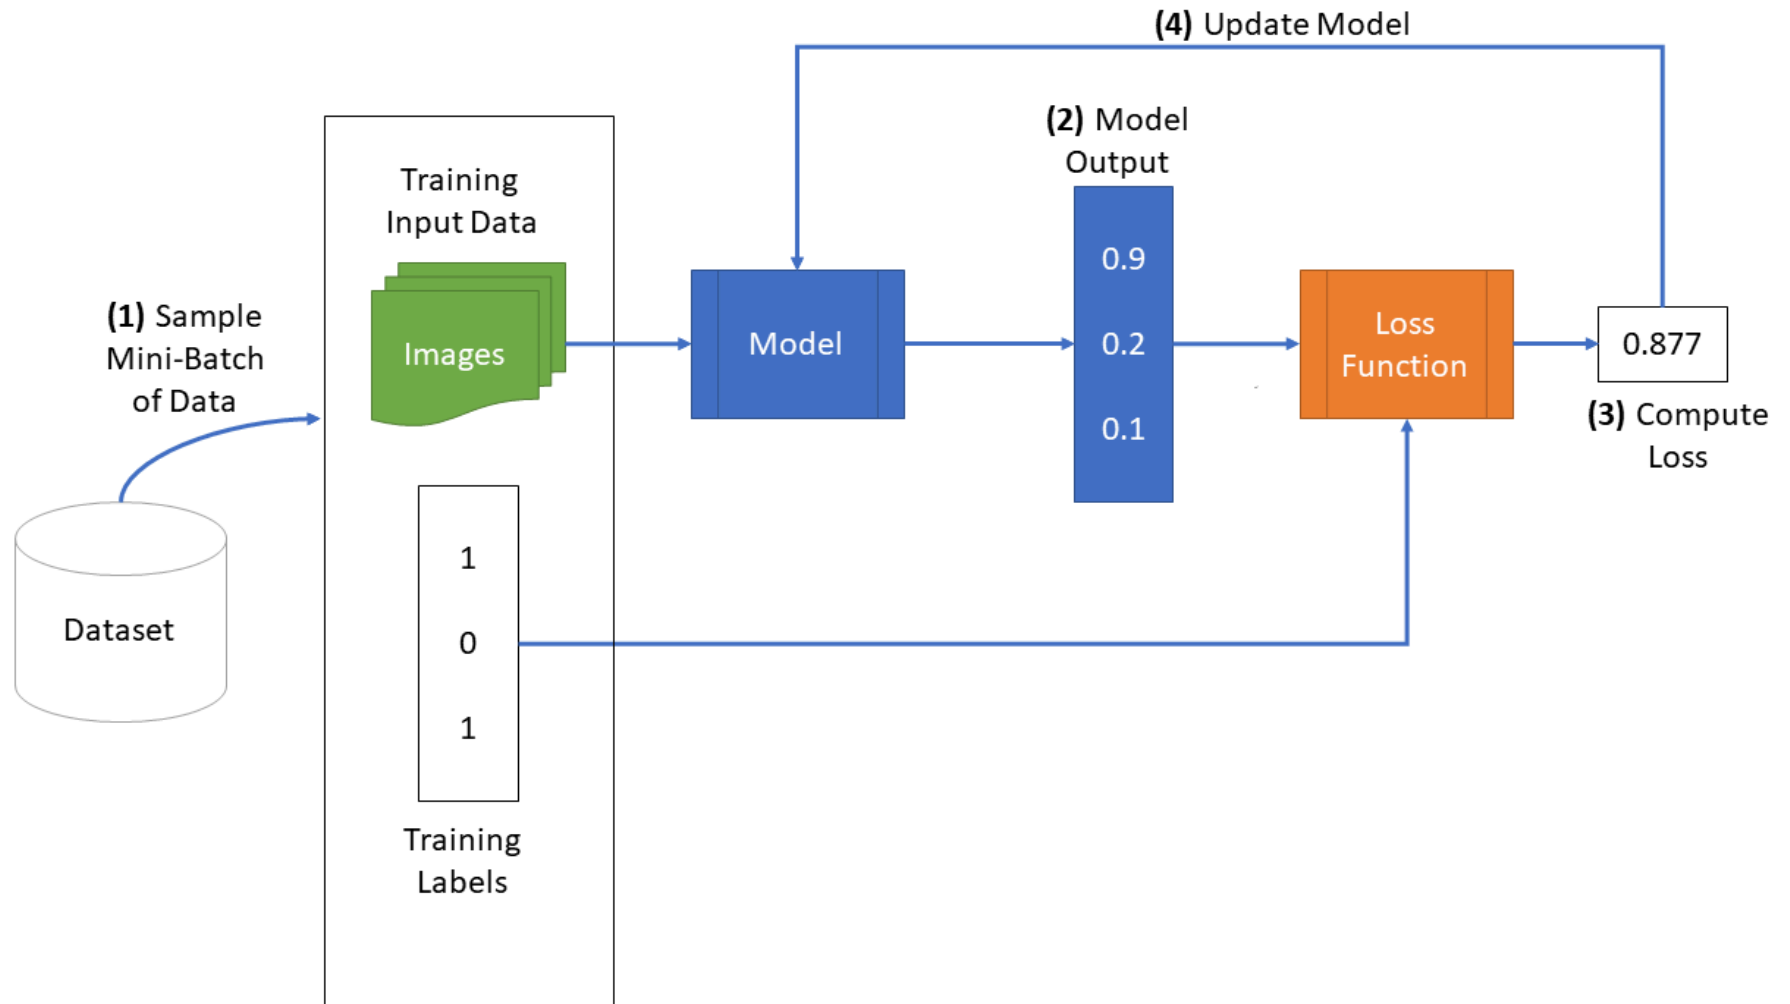 (4) Update Model
(2) Model
Output
Training
Input Data
0.9
0.2
0.1
(1) Sample
Mini-Batch
of Data
Images
Model
Loss
Function
0.877
(3) Compute
Loss
Dataset
1
0
1
Training
Labels